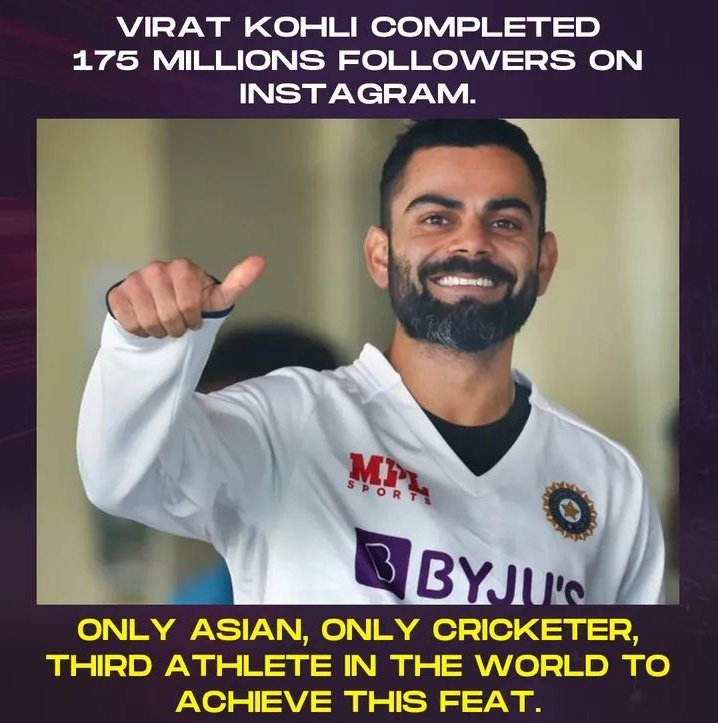 VIRAT KOHLI COMPLETED
175 MILLIONS FOLLOWERS ON
INSTAGRAM.
MPL
SPORTS
B BYJU'S
ONLY ASIAN, ONLY CRICKETER,
THIRD ATHLETE IN THE WORLD TO
ACHIEVE THIS FEAT.